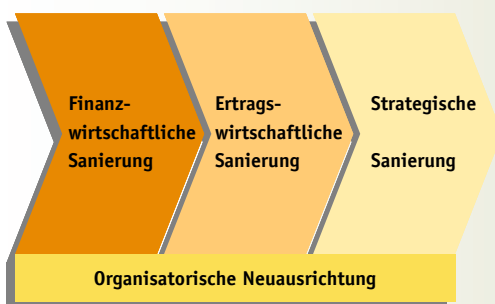 Finanz-
wirtschaftliche
Sanierung
Ertrags-
wirtschaftliche
Sanierung
Strategische
Sanierung
Organisatorische Neuausrichtung